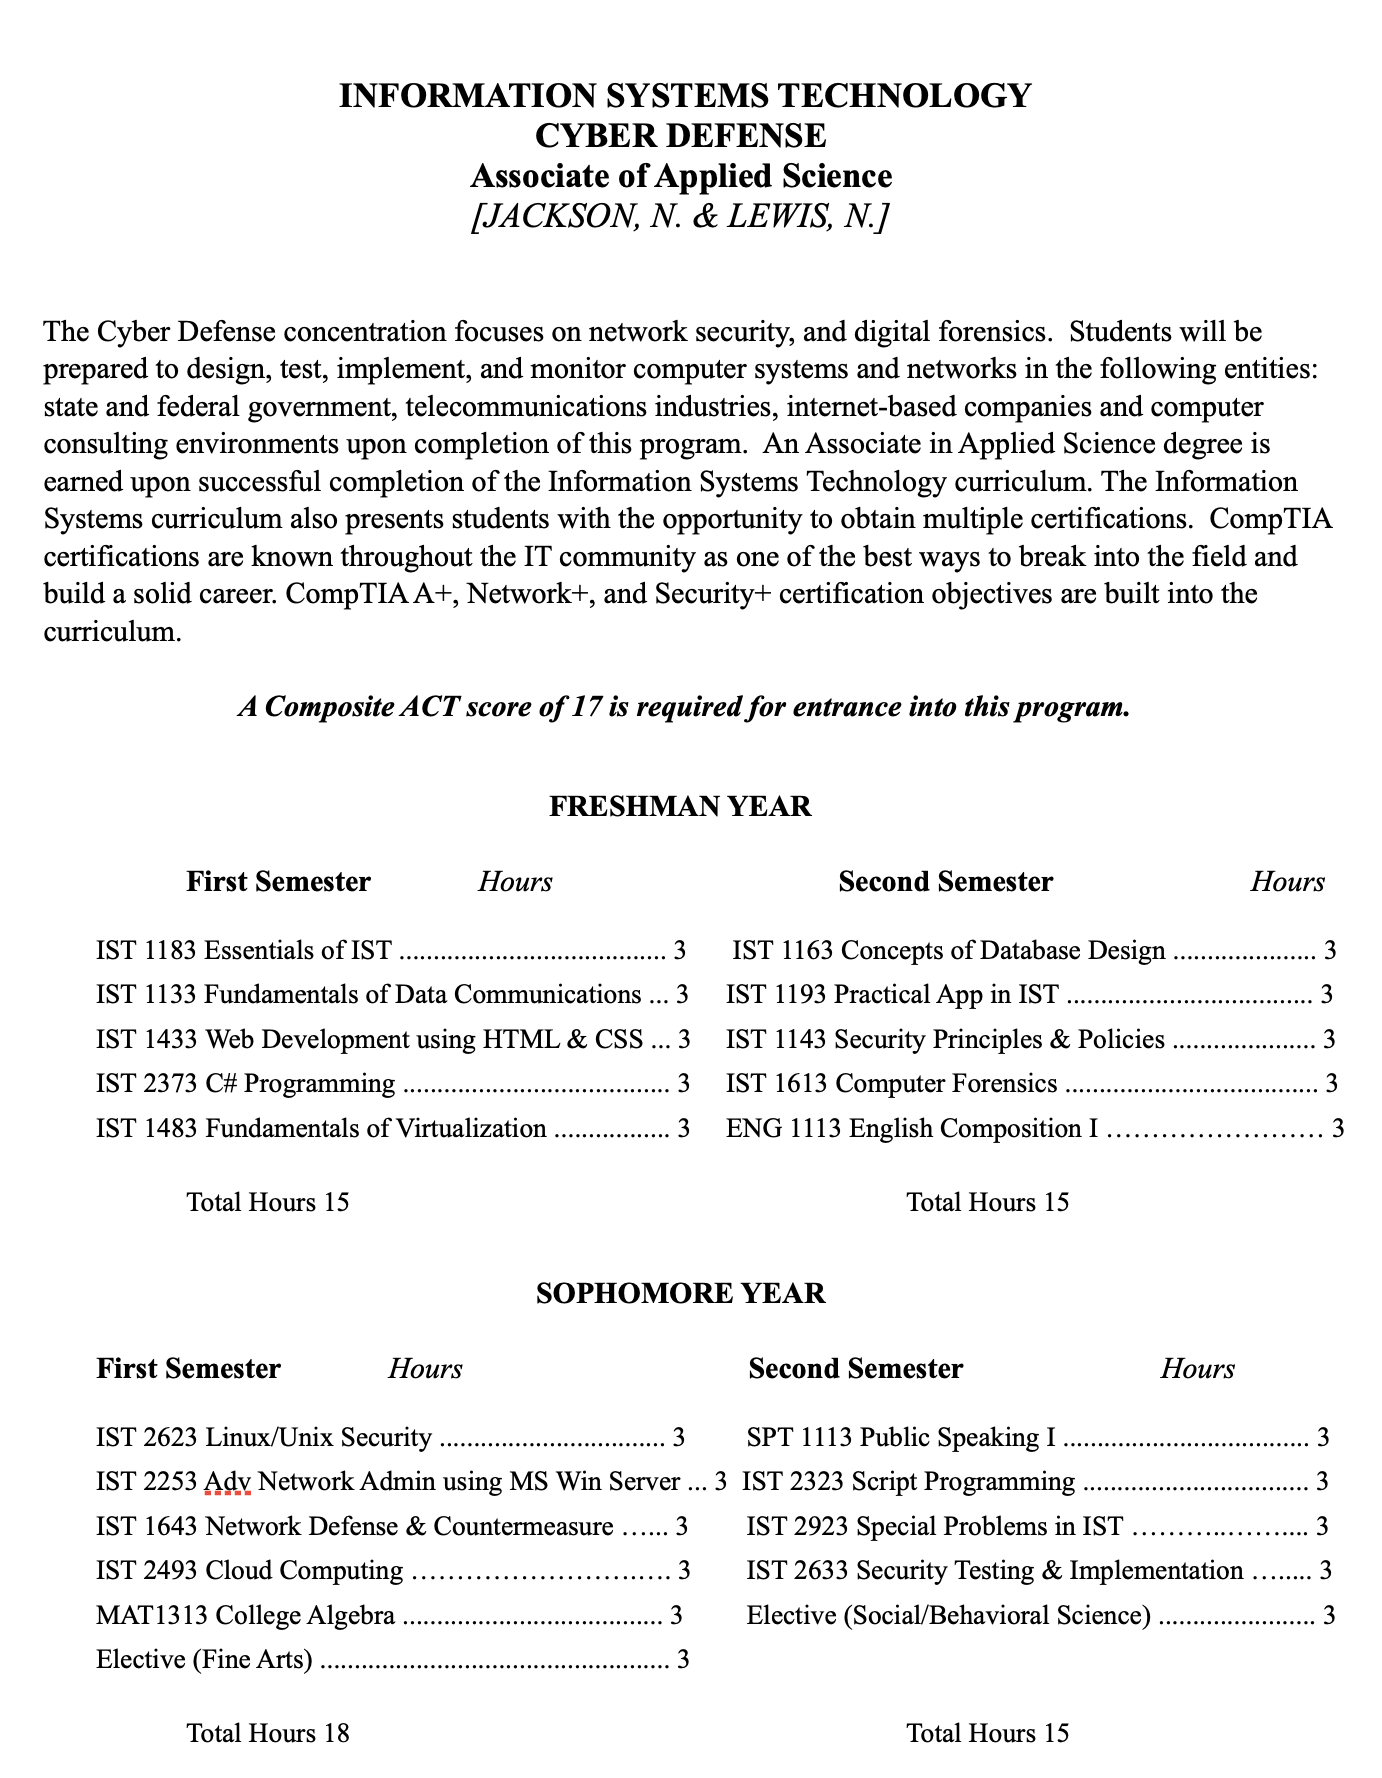 INFORMATION SYSTEMS TECHNOLOGY
CYBER DEFENSE
Associate of Applied Science
[JACKSON, N. & LEWIS, N.]
The Cyber Defense concentration focuses on network security, and digital forensics.  Students will be
prepared to design, test, implement, and monitor computer systems and networks in the following entities:
state and federal government, telecommunications industries, internet-based companies and computer
consulting environments upon completion of this program.  An Associate in Applied Science degree is
earned upon successful completion of the Information Systems Technology curriculum. The Information
Systems curriculum also presents students with the opportunity to obtain multiple certifications.  CompTIA
certifications are known throughout the IT community as one of the best ways to break into the field and
build a solid career. CompTIA A+, Network+, and Security+ certification objectives are built into the
curriculum.
A Composite ACT score of 17 is required for entrance into this program.
FRESHMAN YEAR
First Semester Hours Second Semester Hours
IST 1183 Essentials of IST ....................................... 3 IST 1163 Concepts of Database Design ..................... 3
IST 1133 Fundamentals of Data Communications ... 3 IST 1193 Practical App in IST .................................... 3
IST 1433 Web Development using HTML & CSS ... 3 IST 1143 Security Principles & Policies ..................... 3
IST 2373 C# Programming ....................................... 3 IST 1613 Computer Forensics ..................................... 3
IST 1483 Fundamentals of Virtualization ................. 3 ENG 1113 English Composition I …………………… 3
Total Hours 15 Total Hours 15
SOPHOMORE YEAR
First Semester Hours Second Semester Hours
IST 2623 Linux/Unix Security ................................. 3 SPT 1113 Public Speaking I .................................... 3
IST 2253 Adv Network Admin using MS Win Server ... 3 IST 2323 Script Programming ................................. 3
IST 1643 Network Defense & Countermeasure …... 3 IST 2923 Special Problems in IST ………...…….... 3
IST 2493 Cloud Computing ………………………. 3 IST 2633 Security Testing & Implementation …..... 3
MAT1313 College Algebra ...................................... 3 Elective (Social/Behavioral Science) ....................... 3
Elective (Fine Arts) ................................................... 3
Total Hours 18 Total Hours 15